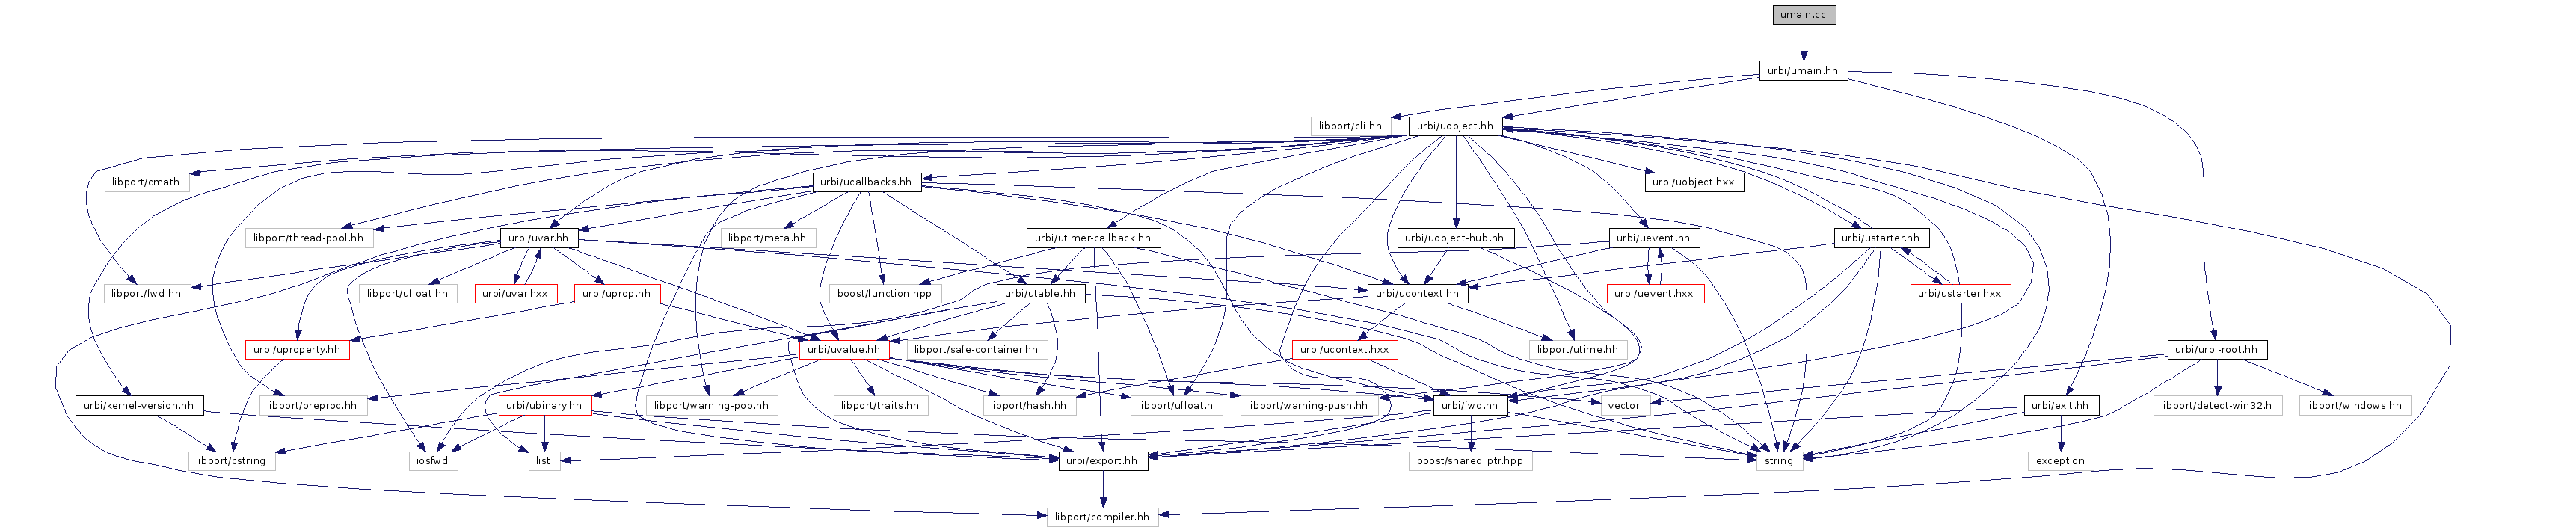 umain.cc
urbi/umain.hh
libport/cli.hh
urbi/uobject.hh
libport/cmath
urbi/ucallbacks.hh
urbi/uobject.hxx
libport/thread-pool.hh
urbi/uvar.hh
libport/meta.hh
urbi/utimer-callback.hh
urbi/uobject-hub.hh
urbi/uevent.hh
urbi/ustarter.hh
libport/fwd.hh
libport/ufloat.hh
urbi/uvar.hxx
urbi/uprop.hh
boost/function.hpp
urbi/utable.hh
urbi/ucontext.hh
urbi/uevent.hxx
urbi/ustarter.hxx
urbi/uproperty.hh
urbi/uvalue.hh
libport/safe-container.hh
urbi/ucontext.hxx
libport/utime.hh
urbi/urbi-root.hh
urbi/kernel-version.hh
libport/preproc.hh
urbi/ubinary.hh
libport/warning-pop.hh
libport/traits.hh
libport/hash.hh
libport/ufloat.h
libport/warning-push.hh
urbi/fwd.hh
vector
urbi/exit.hh
libport/detect-win32.h
libport/windows.hh
libport/cstring
iosfwd
list
urbi/export.hh
boost/shared_ptr.hpp
string
exception
libport/compiler.hh